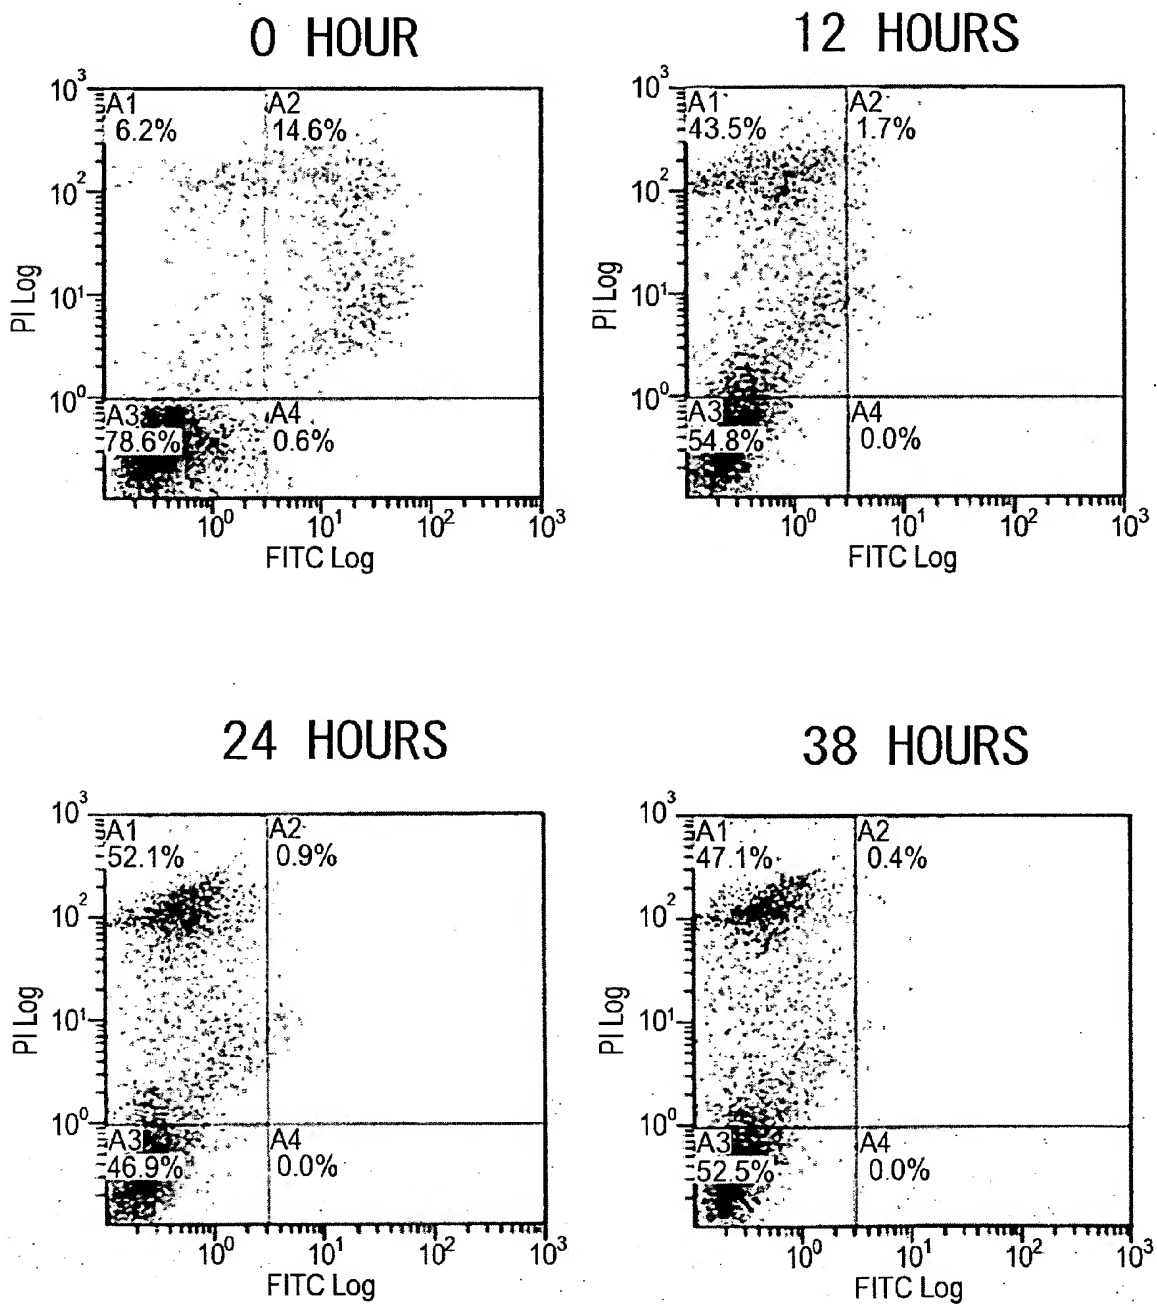 0 HOUR
10³
A1
6.2%
A2
14.6%
10²
10¹
10⁰
PI Log
A3
78.6%
A4
0.6%
10⁰ 10¹ 10² 10³
FITC Log
12 HOURS
10³
A1
43.5%
A2
1.7%
10²
10¹
10⁰
PI Log
A3
54.8%
A4
0.0%
10⁰ 10¹ 10² 10³
FITC Log
24 HOURS
10³
A1
52.1%
A2
0.9%
10²
10¹
10⁰
PI Log
A3
46.9%
A4
0.0%
10⁰ 10¹ 10² 10³
FITC Log
38 HOURS
10³
A1
47.1%
A2
0.4%
10²
10¹
10⁰
PI Log
A3
52.5%
A4
0.0%
10⁰ 10¹ 10² 10³
FITC Log